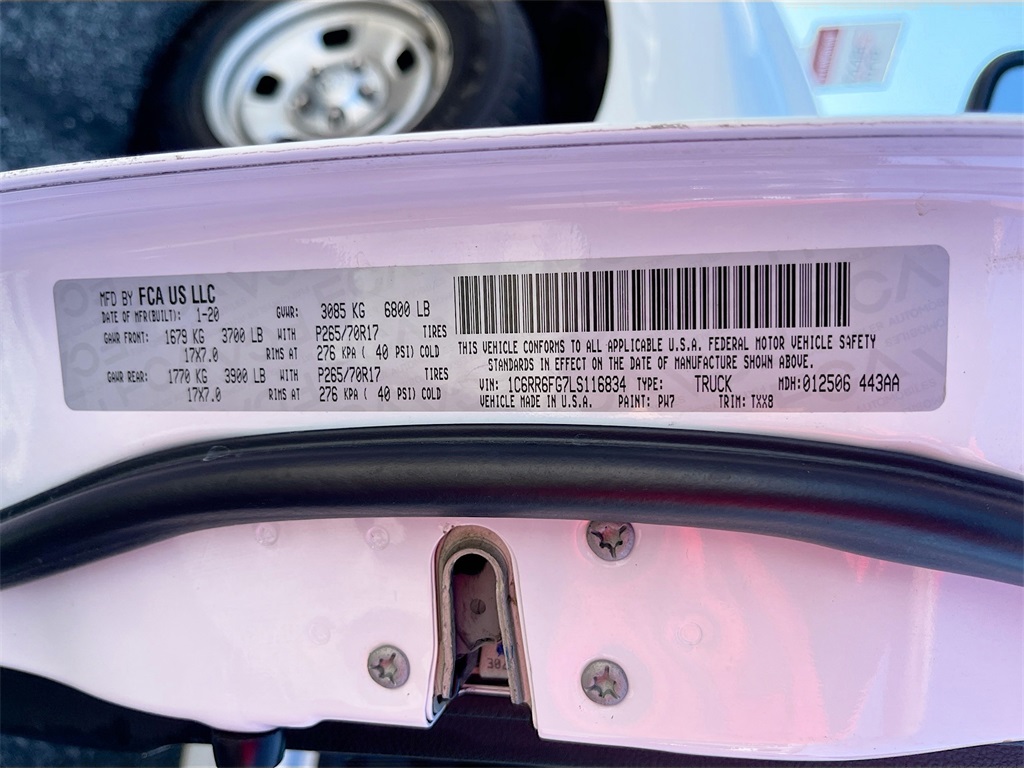 MFD BY FCA US LLC
DATE OF MFR(BUILT): 1-20 GVWR: 3085 KG 6800 LB
GAWR FRONT: 1679 KG 3700 LB WITH P265/70R17 TIRES
17X7.0 RIMS AT 276 KPA ( 40 PSI) COLD
GAWR REAR: 1770 KG 3900 LB WITH P265/70R17 TIRES
17X7.0 RIMS AT 276 KPA ( 40 PSI) COLD
THIS VEHICLE CONFORMS TO ALL APPLICABLE U.S.A. FEDERAL MOTOR VEHICLE SAFETY
STANDARDS IN EFFECT ON THE DATE OF MANUFACTURE SHOWN ABOVE.
VIN: 1C6RR6FG7LS116834 TYPE: TRUCK MDH:012506 443AA
VEHICLE MADE IN U.S.A. PAINT: PW7 TRIM: TXX8